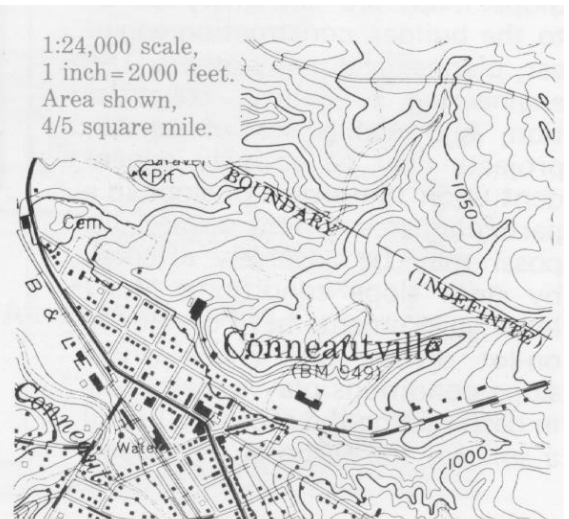 1:24,000 scale,
1 inch=2000 feet.
Area shown,
4/5 square mile.
Pit
BOUNDARY
(INDEFINITE)
1050
Cem
B & L E
Conneautville
(BM 949)
Conneaut
Water
1000